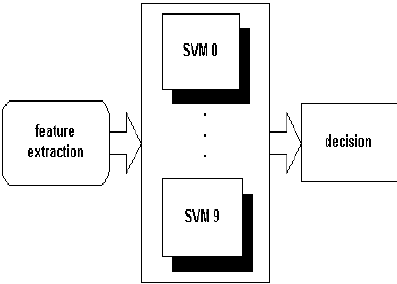 SVM 0
feature
extraction
decision
SVM 9